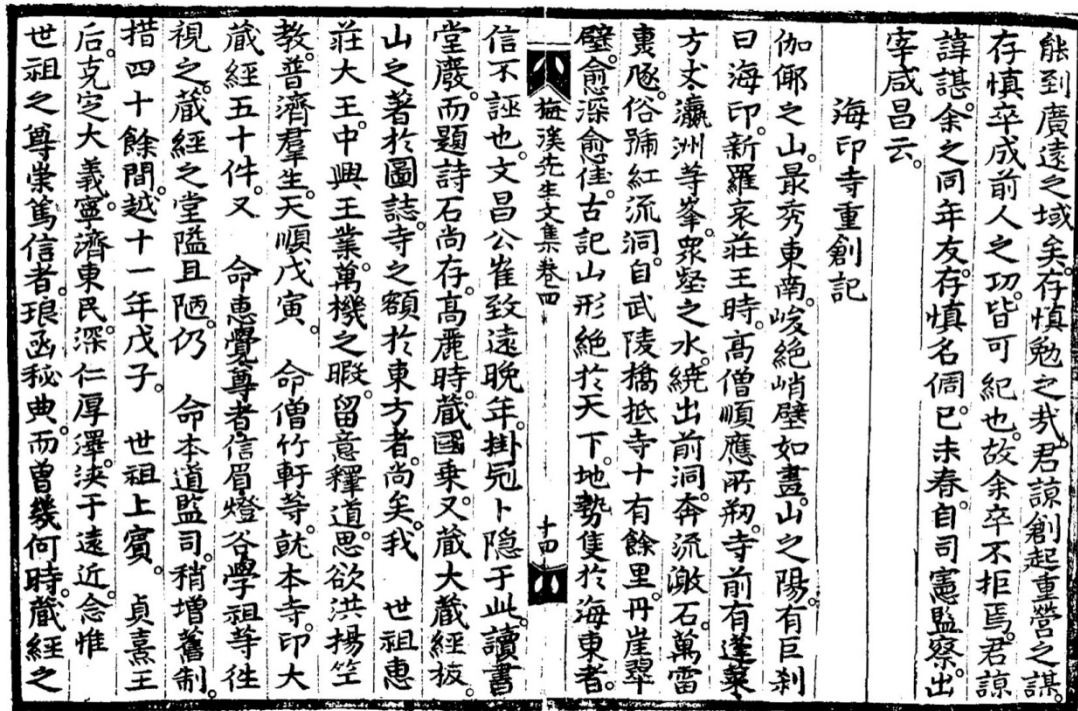 能到廣遠之域矣。存慎勉之哉。君諒創起重營之謀。
存慎卒成前人之功。皆可紀也。故余卒不拒焉。君諒
諱諶。余之同年友。存慎名倜。己未春。自司憲監察出
宰咸昌云。
海印寺重創記
伽倻之山。最秀東南。峻絶峭壁如畫。山之陽。有巨刹
曰海印。新羅哀莊王時。高僧順應所刱。寺前有蓬萊
方丈瀛洲等峯。衆壑之水。繞出前洞。奔流激石。萬雷
裏豗。俗號紅流洞。自武陵橋抵寺十有餘里。丹崖翠
壁。愈深愈佳。古記山形絶於天下。地勢隻於海東者。
梅溪先生文集卷四
十四
信不誣也。文昌公崔致遠晩年。掛冠卜隱于此。讀書
堂巖。而題詩石尚存。高麗時。藏國乘。又藏大藏經板。
山之著於圖誌。寺之額於東方者。尚矣。我 世祖惠
莊大王中興王業。萬機之暇。留意釋道。思欲洪揚竺
教。普濟羣生。天順戊寅。 命僧竹軒等。就本寺。印大
藏經五十件。又 命惠覺尊者信眉燈谷學祖等徃
視之。藏經之堂隘且陋。仍 命本道監司。稍增舊制。
措四十餘間。越十一年戊子。 世祖上賓。 貞熹王
后。克定大義。寧濟東民。深仁厚澤。浹于遠近。念惟
世祖之尊崇篤信者。琅函秘典。而曾幾何時。藏經之